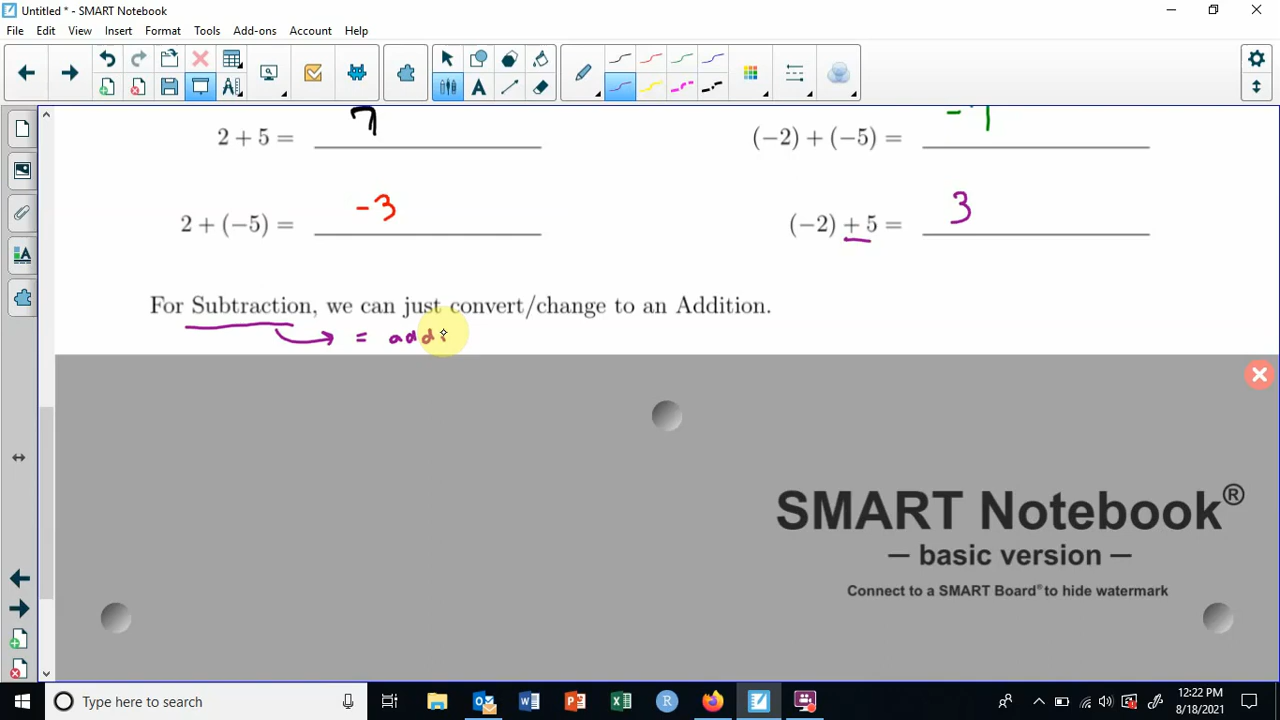 Untitled * - SMART Notebook
File Edit View Insert Format Tools Add-ons Account Help
2 + 5 = 7
(−2) + (−5) = -7
2 + (−5) = -3
(−2) + 5 = 3
For Subtraction, we can just convert/change to an Addition.
= addi
SMART Notebook®
— basic version —
Connect to a SMART Board® to hide watermark
Type here to search
12:22 PM
8/18/2021